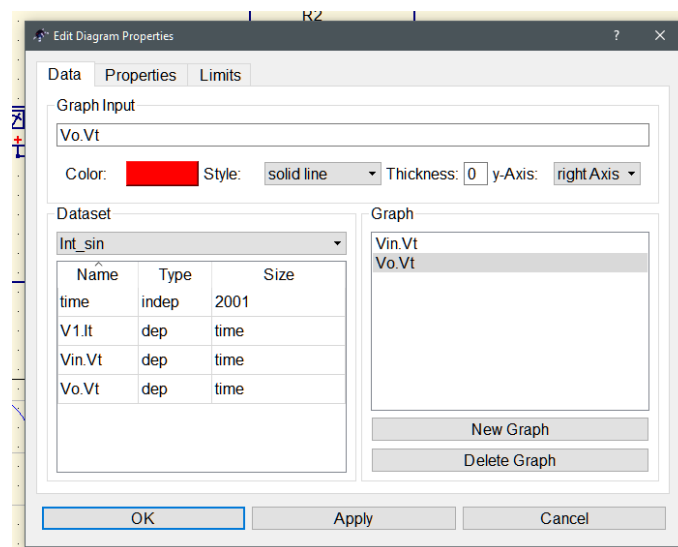 R2
Edit Diagram Properties ? ×
Data Properties Limits
Graph Input
Vo.Vt
Color: Style: solid line Thickness: 0 y-Axis: right Axis
Dataset
Int_sin
Name Type Size
time indep 2001
V1.It dep time
Vin.Vt dep time
Vo.Vt dep time
Graph
Vin.Vt
Vo.Vt
New Graph
Delete Graph
OK Apply Cancel